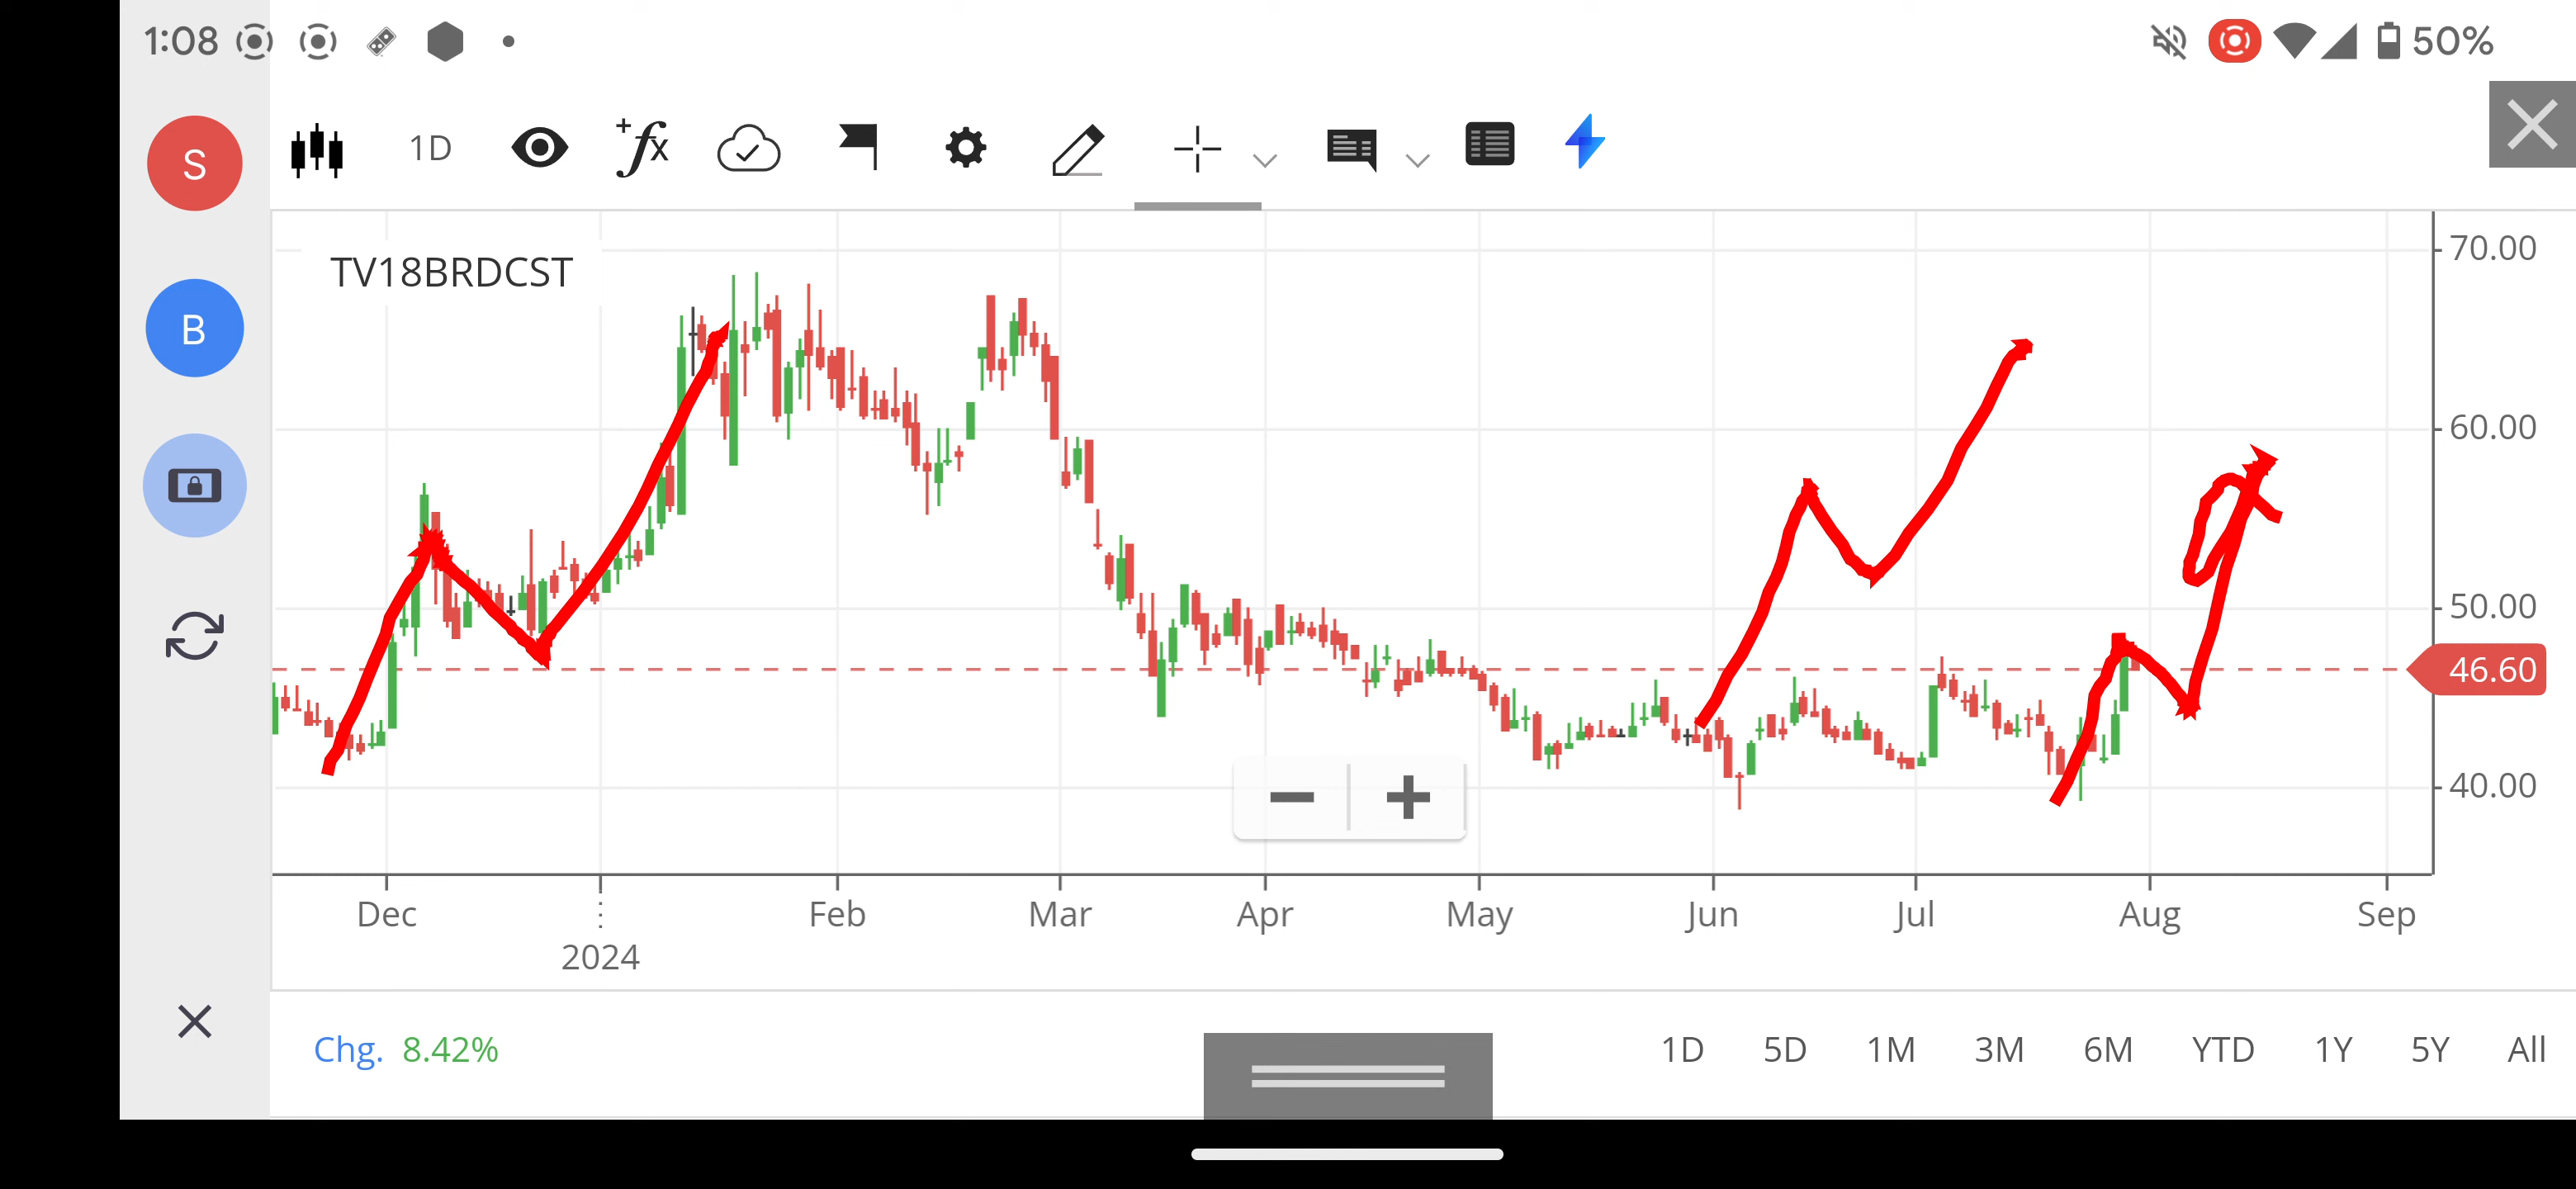 1:08
50%
S
1D
+fx
B
TV18BRDCST
70.00
60.00
50.00
46.60
40.00
Dec
2024
Feb
Mar
Apr
May
Jun
Jul
Aug
Sep
Chg. 8.42%
1D 5D 1M 3M 6M YTD 1Y 5Y All